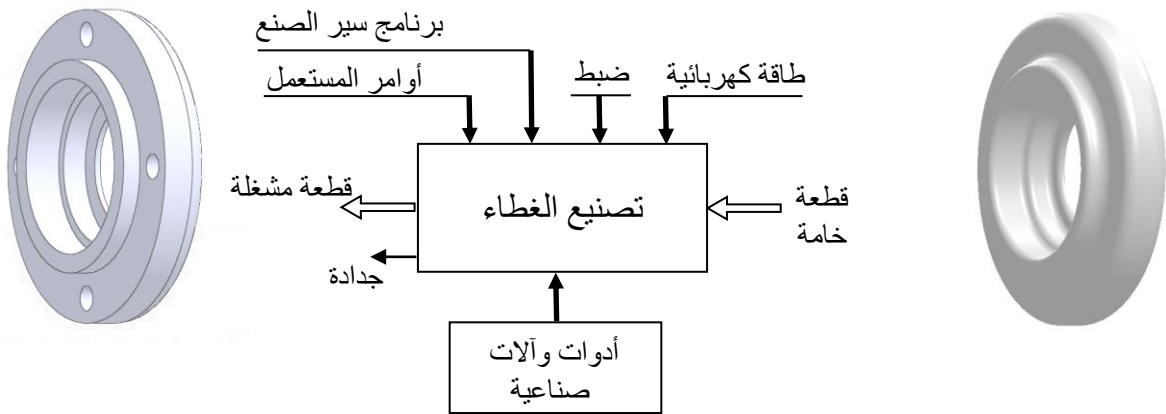 برنامج سير الصنع
أوامر المستعمل
ضبط
طاقة كهربائية
قطعة
خامة
تصنيع الغطاء
قطعة مشغلة
جدادة
أدوات وآلات
صناعية